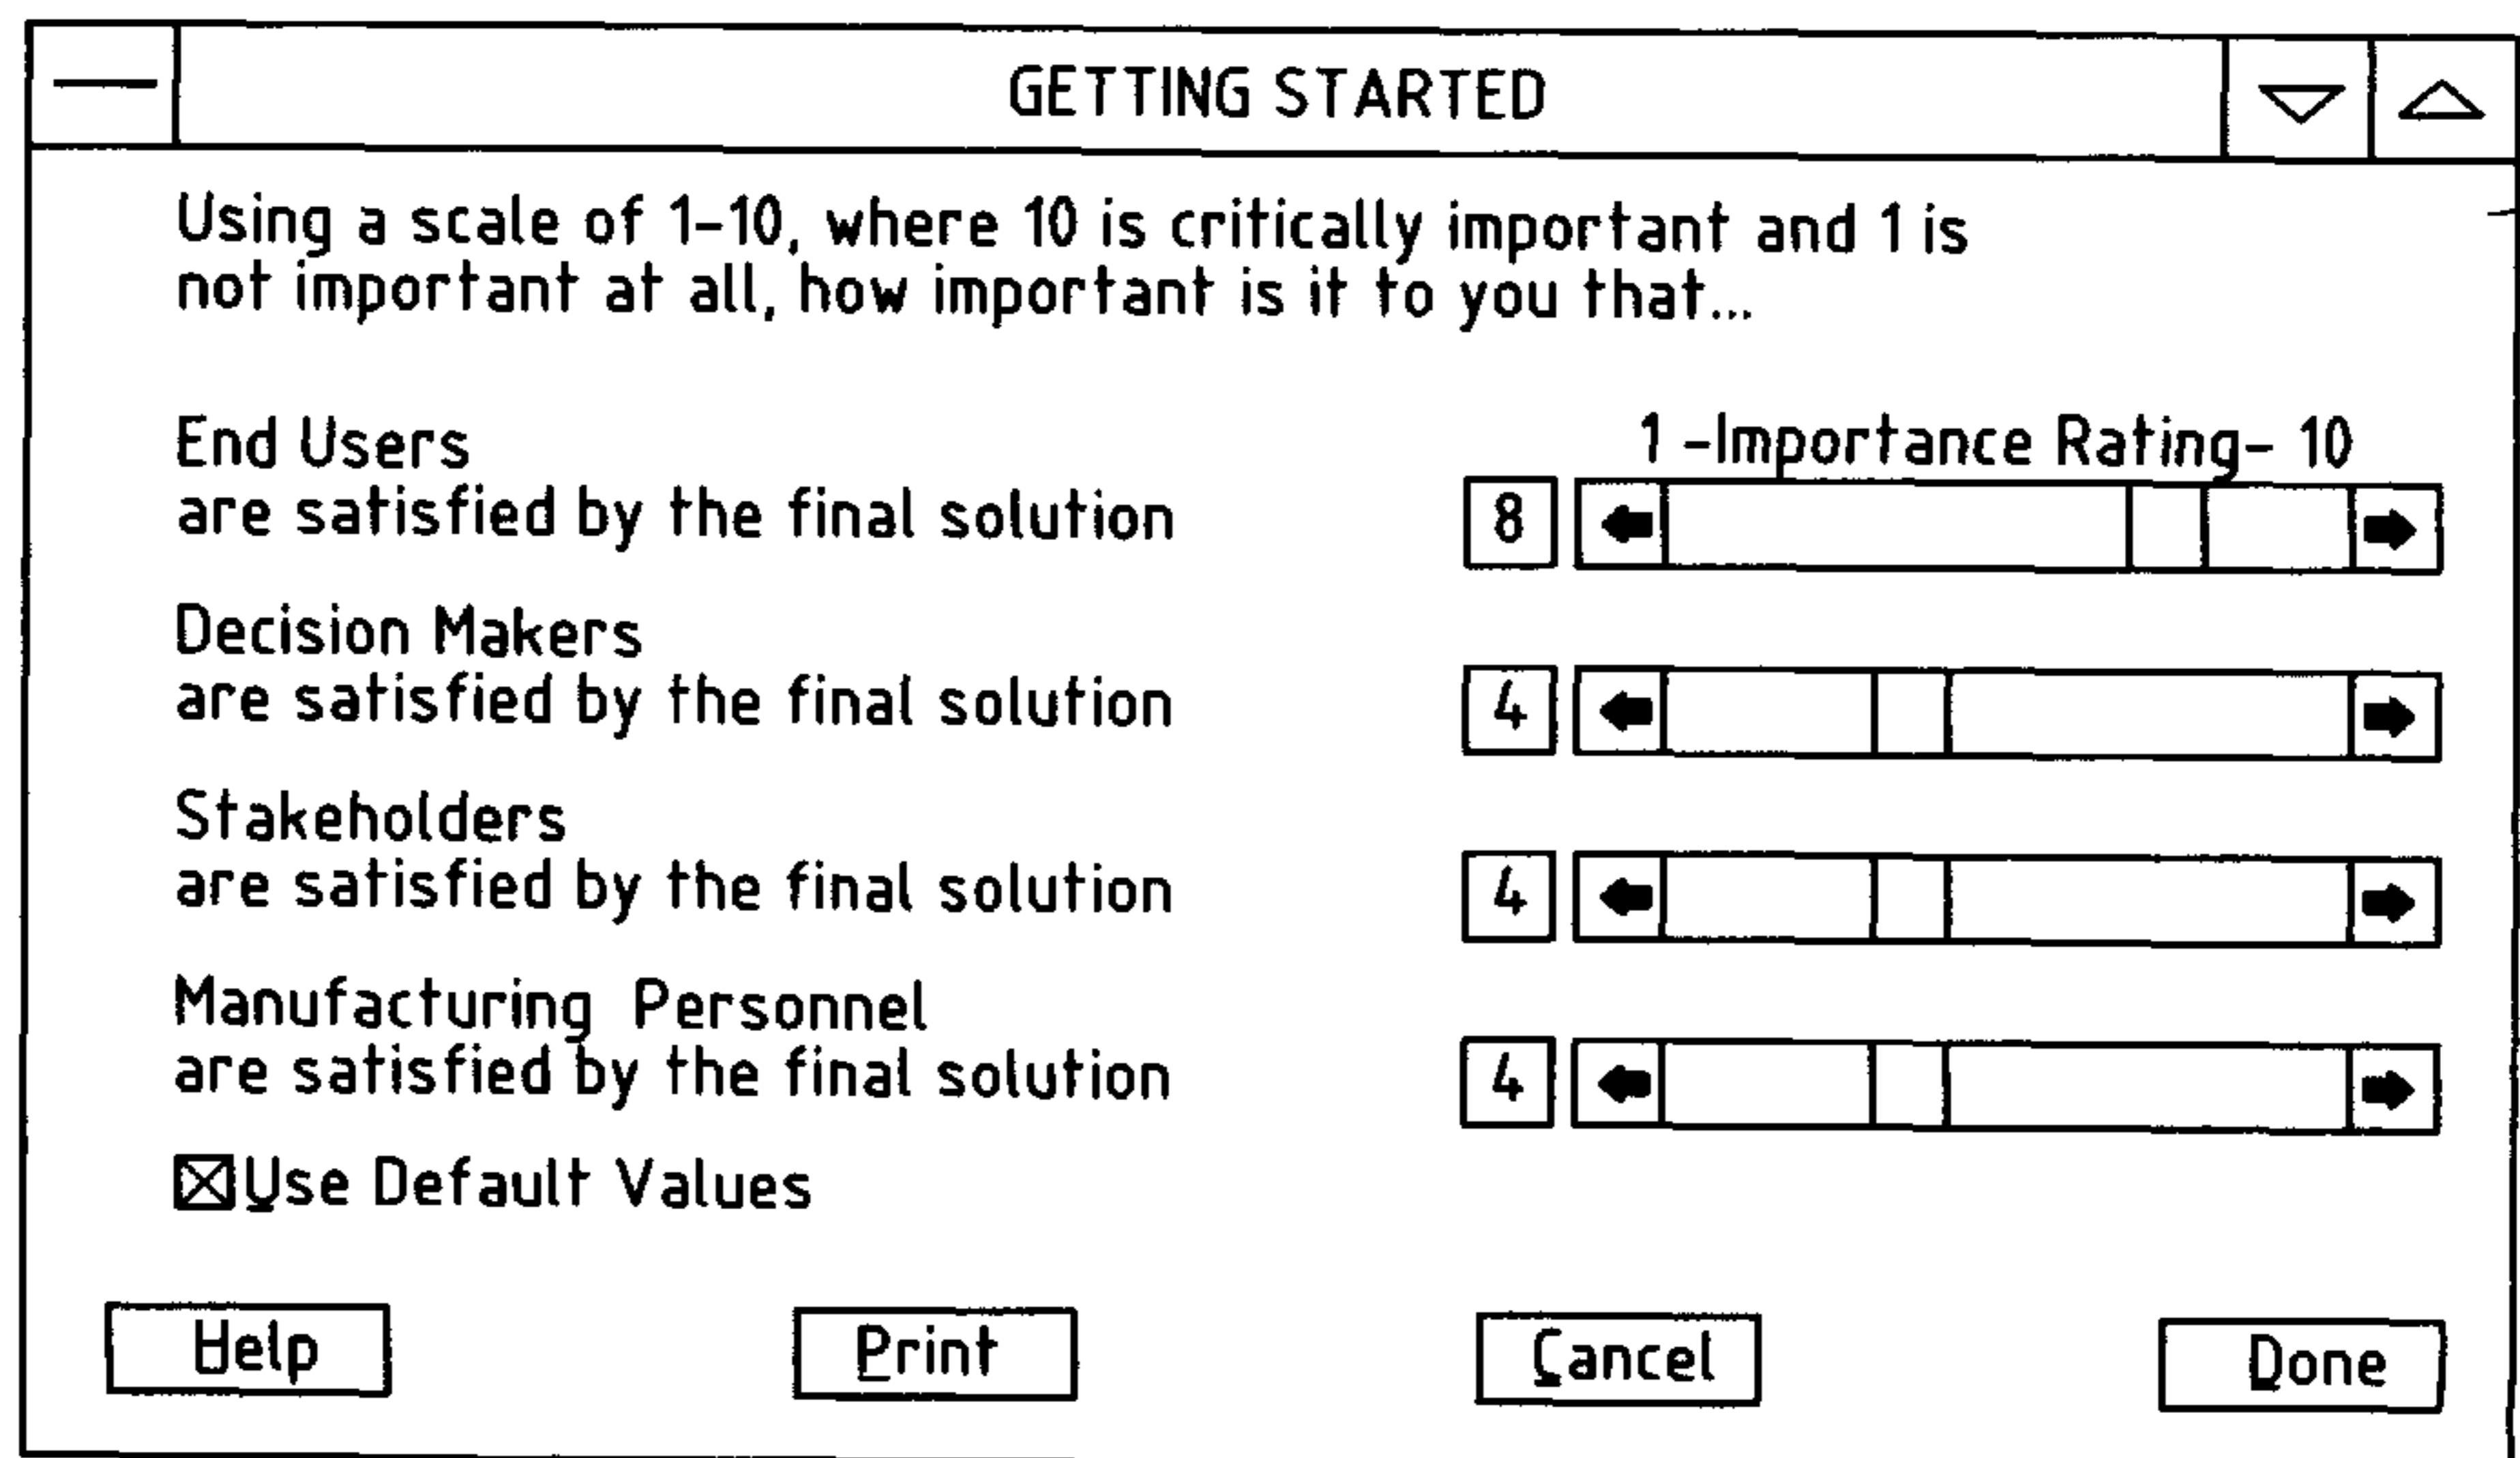 GETTING STARTED
Using a scale of 1-10, where 10 is critically important and 1 is
not important at all, how important is it to you that...
1 -Importance Rating- 10
End Users
are satisfied by the final solution
8
Decision Makers
are satisfied by the final solution
4
Stakeholders
are satisfied by the final solution
4
Manufacturing Personnel
are satisfied by the final solution
4
Use Default Values
Help
Print
Cancel
Done